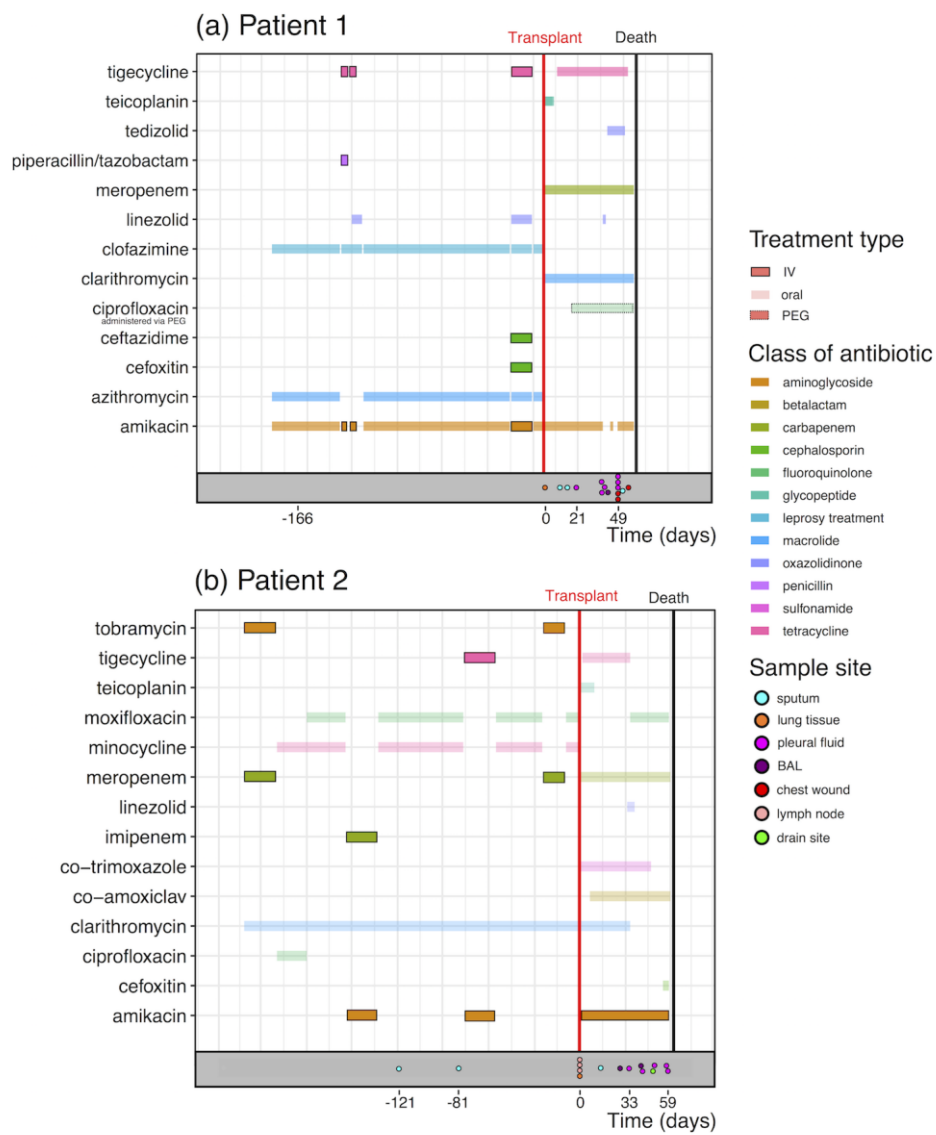 (a) Patient 1
Transplant
Death
tigecycline
teicoplanin
tedizolid
piperacillin/tazobactam
meropenem
linezolid
clofazimine
clarithromycin
ciprofloxacin
administered via PEG
ceftazidime
cefoxitin
azithromycin
amikacin
-166
0
21
49
Time (days)
(b) Patient 2
Transplant
Death
tobramycin
tigecycline
teicoplanin
moxifloxacin
minocycline
meropenem
linezolid
imipenem
co-trimoxazole
co-amoxiclav
clarithromycin
ciprofloxacin
cefoxitin
amikacin
-121
-81
0
33
59
Time (days)
Treatment type
IV
oral
PEG
Class of antibiotic
aminoglycoside
betalactam
carbapenem
cephalosporin
fluoroquinolone
glycopeptide
leprosy treatment
macrolide
oxazolidinone
penicillin
sulfonamide
tetracycline
Sample site
sputum
lung tissue
pleural fluid
BAL
chest wound
lymph node
drain site